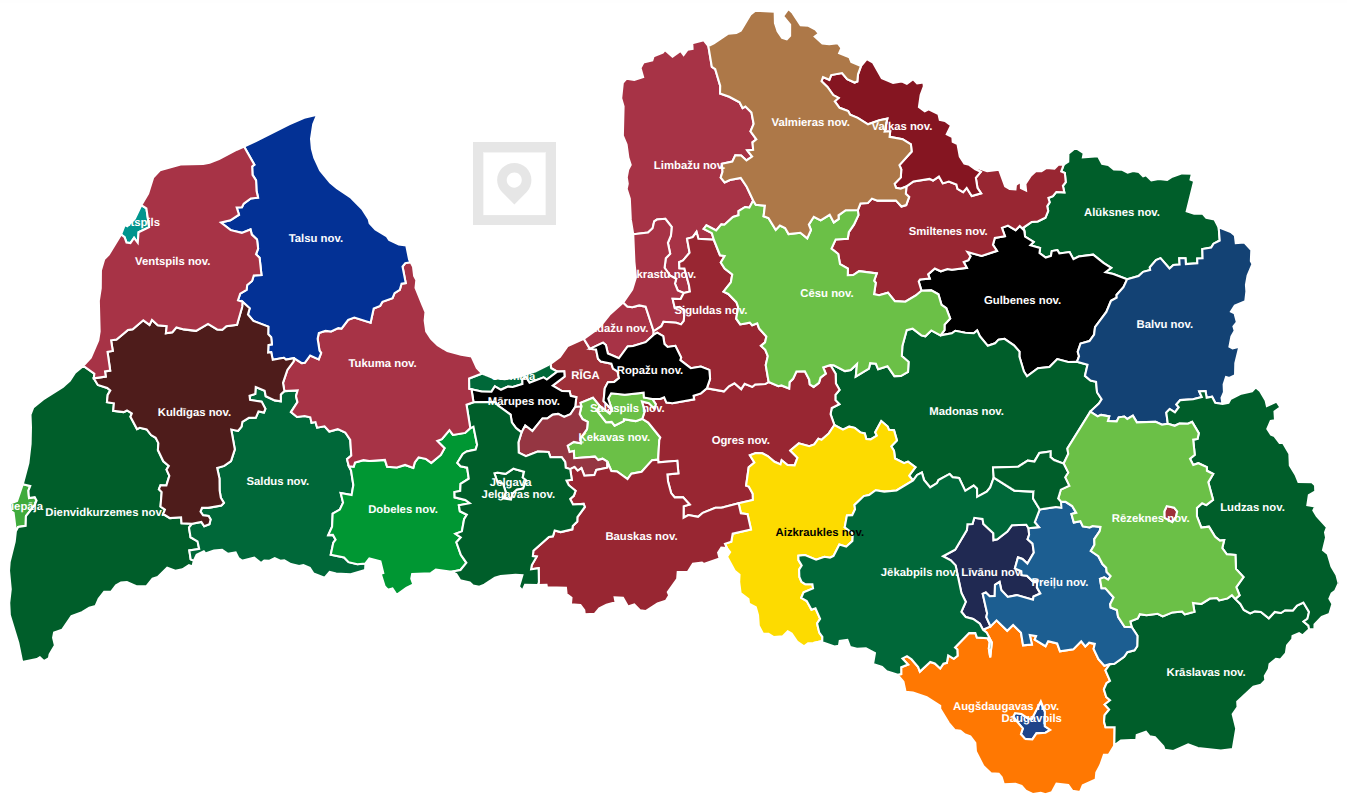 Valmieras nov.
Valkas nov.
Limbažu nov.
Alūksnes nov.
tspils
Talsu nov.
Smiltenes nov.
Ventspils nov.
krastu nov.
Cēsu nov.
Gulbenes nov.
Siguldas nov.
Balvu nov.
dažu nov.
Tukuma nov.
Ropažu nov.
RĪGA
Mārupes nov.
Salaspils nov.
Kuldīgas nov.
Madonas nov.
Ķekavas nov.
Ogres nov.
Saldus nov.
Jelgava
Jelgavas nov.
Dobeles nov.
iepāja
Dienvidkurzemes nov.
Ludzas nov.
Rēzeknes nov.
Bauskas nov.
Aizkraukles nov.
Jēkabpils nov.
Līvānu nov.
Preiļu nov.
Krāslavas nov.
Augšdaugavas nov.
Daugavpils